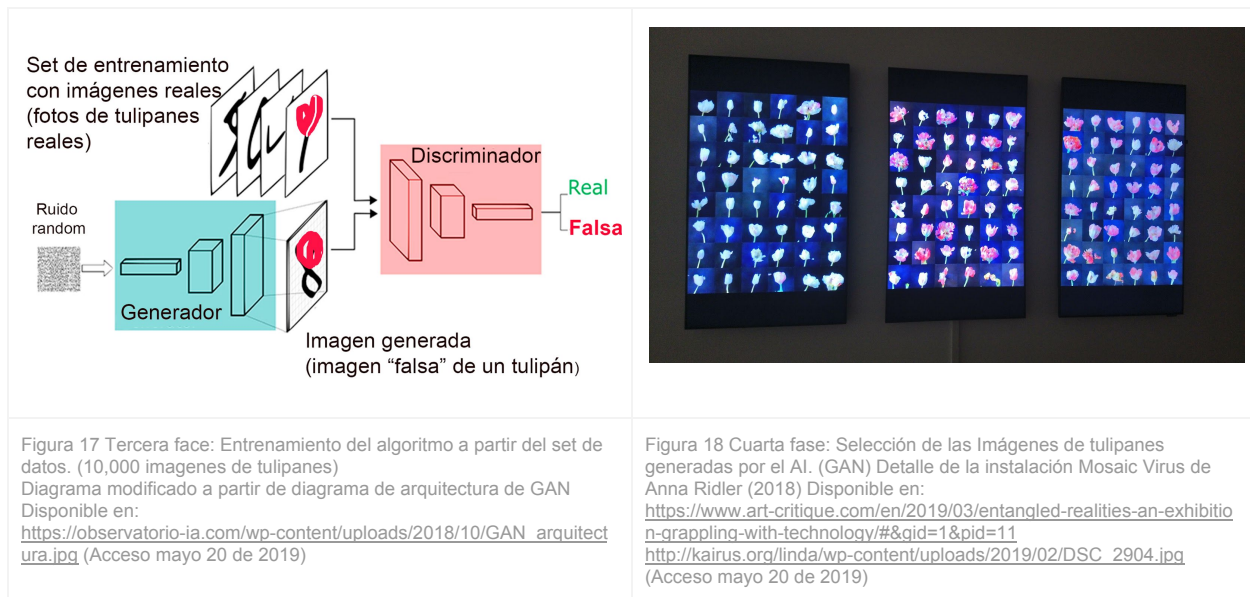 Set de entrenamiento
con imágenes reales
(fotos de tulipanes
reales)
Ruido
random
Generador
Discriminador
Real
Falsa
Imagen generada
(imagen “falsa” de un tulipán)
Figura 17 Tercera face: Entrenamiento del algoritmo a partir del set de
datos. (10,000 imagenes de tulipanes)
Diagrama modificado a partir de diagrama de arquitectura de GAN
Disponible en:
https://observatorio-ia.com/wp-content/uploads/2018/10/GAN_arquitect
ura.jpg (Acceso mayo 20 de 2019)
Figura 18 Cuarta fase: Selección de las Imágenes de tulipanes
generadas por el AI. (GAN) Detalle de la instalación Mosaic Virus de
Anna Ridler (2018) Disponible en:
https://www.art-critique.com/en/2019/03/entangled-realities-an-exhibitio
n-grappling-with-technology/#&gid=1&pid=11
http://kairus.org/linda/wp-content/uploads/2019/02/DSC_2904.jpg
(Acceso mayo 20 de 2019)